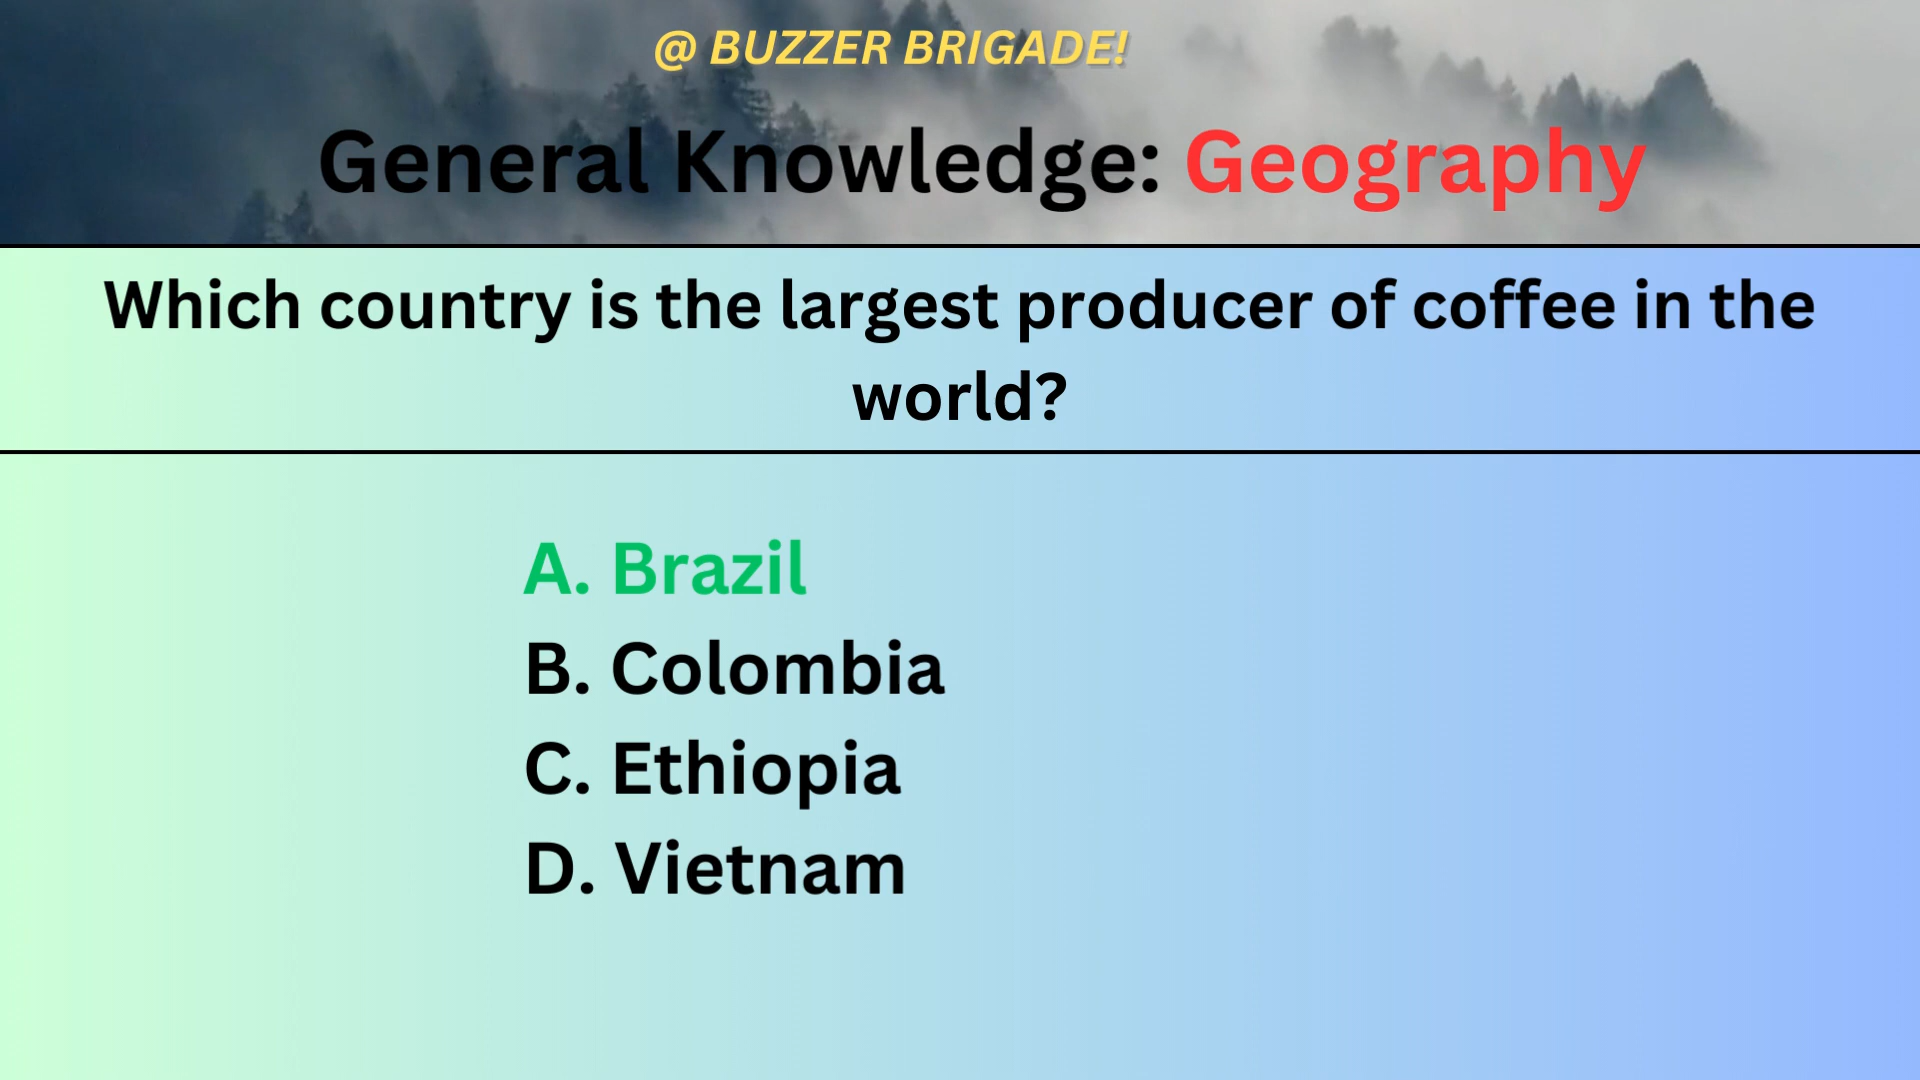 @ BUZZER BRIGADE!
General Knowledge: Geography
Which country is the largest producer of coffee in the
world?
A. Brazil
B. Colombia
C. Ethiopia
D. Vietnam